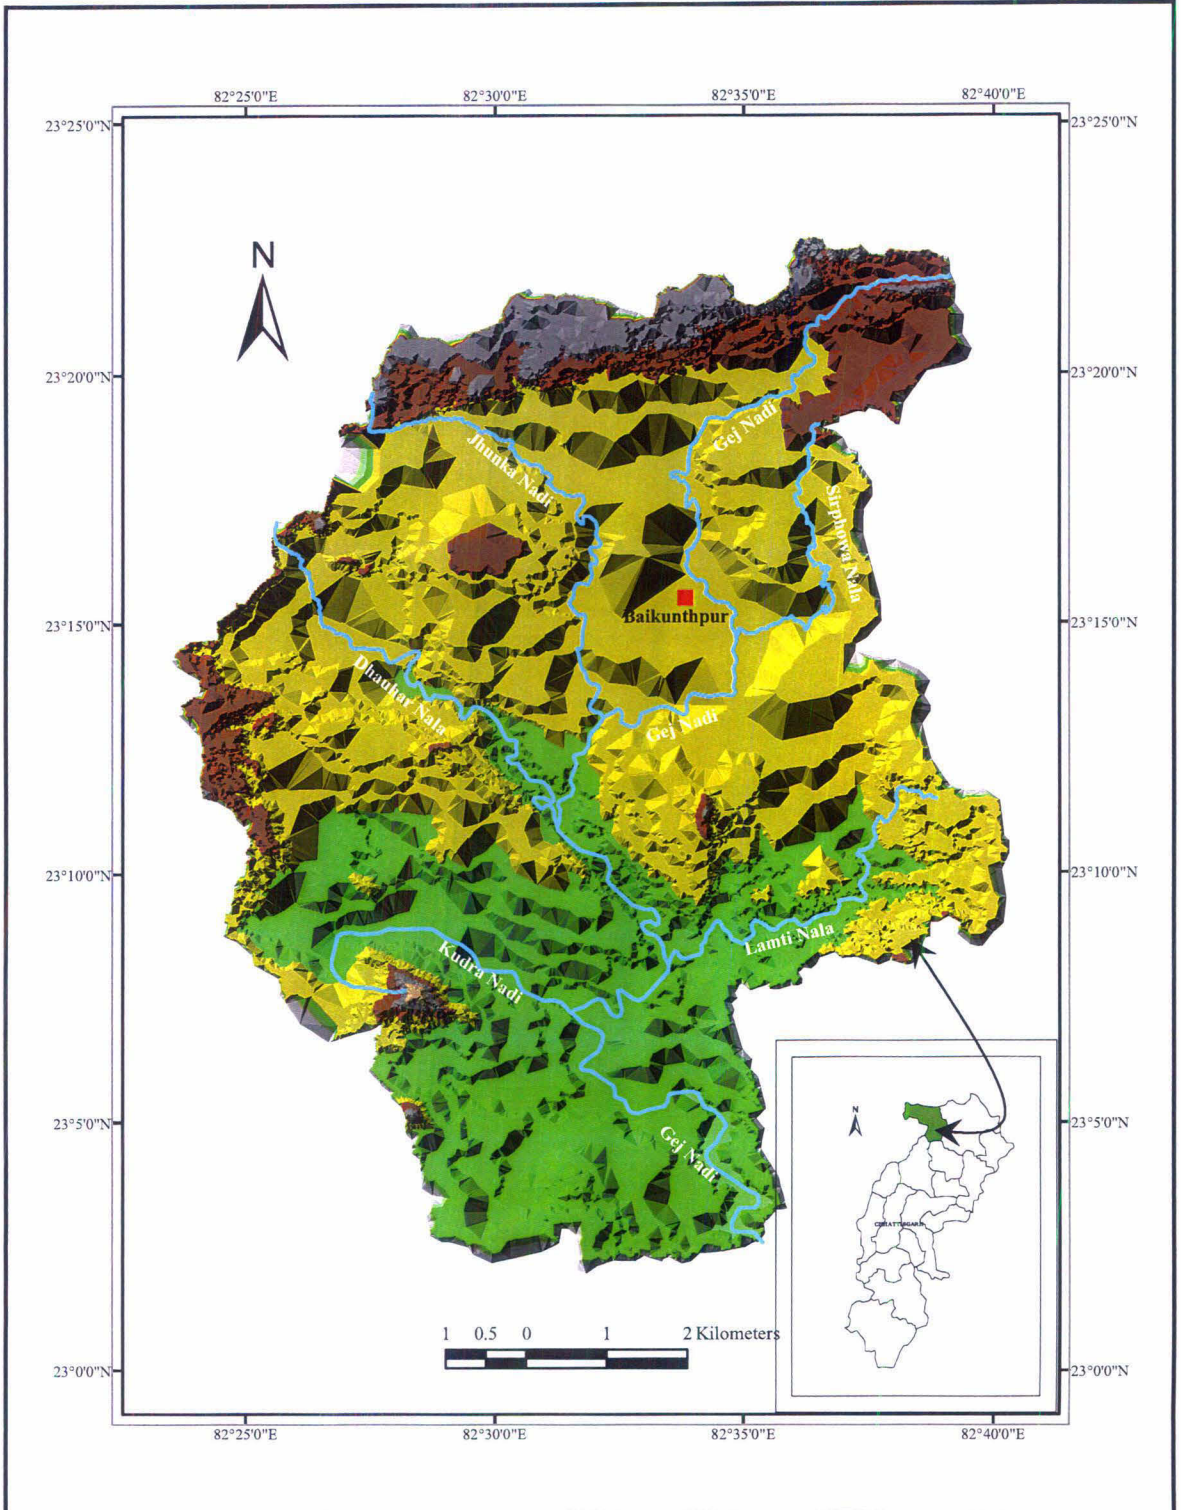 82°25'0"E 82°30'0"E 82°35'0"E 82°40'0"E
23°25'0"N 23°25'0"N
N
23°20'0"N 23°20'0"N
Gej Nadi
Jhunka Nadi
Sirphowa Nala
Baikunthpur
23°15'0"N 23°15'0"N
Dhauhar Nala
Gej Nadi
23°10'0"N 23°10'0"N
Lamti Nala
Kudra Nadi
N
23°5'0"N 23°5'0"N
Gej Nadi
CHHATTISGARH
1 0.5 0 1 2 Kilometers
23°0'0"N 23°0'0"N
82°25'0"E 82°30'0"E 82°35'0"E 82°40'0"E